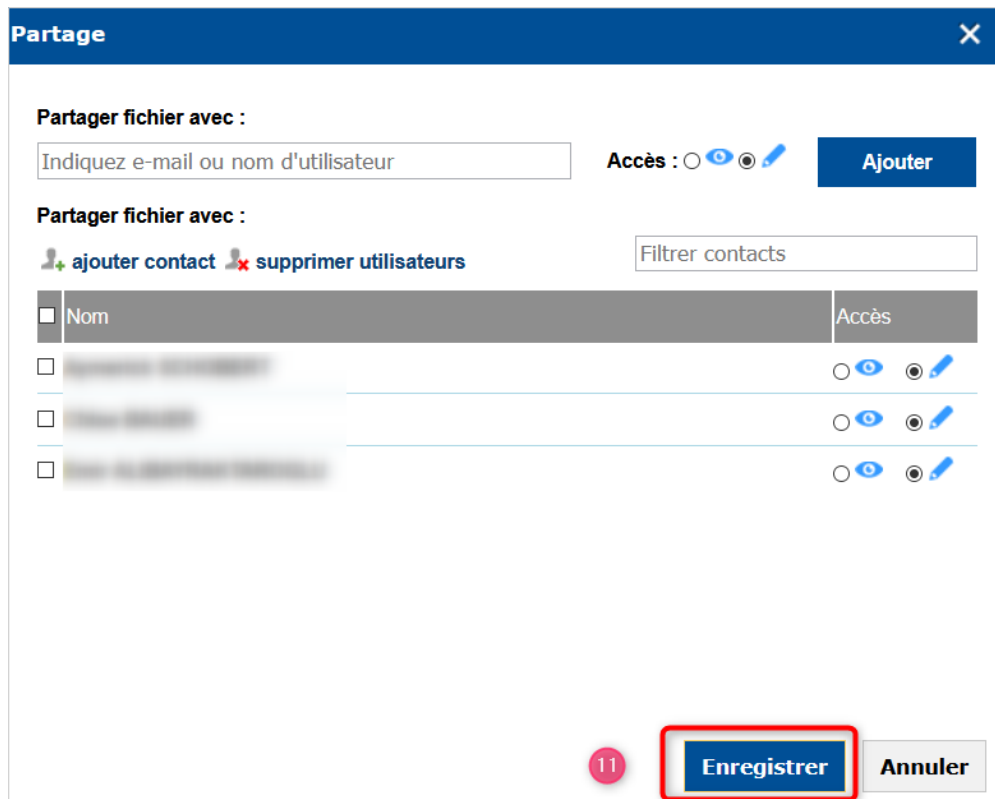 Partage
Partager fichier avec :
Indiquez e-mail ou nom d'utilisateur Accès : Ajouter
Partager fichier avec :
ajouter contact supprimer utilisateurs Filtrer contacts
Nom Accès
11 Enregistrer Annuler